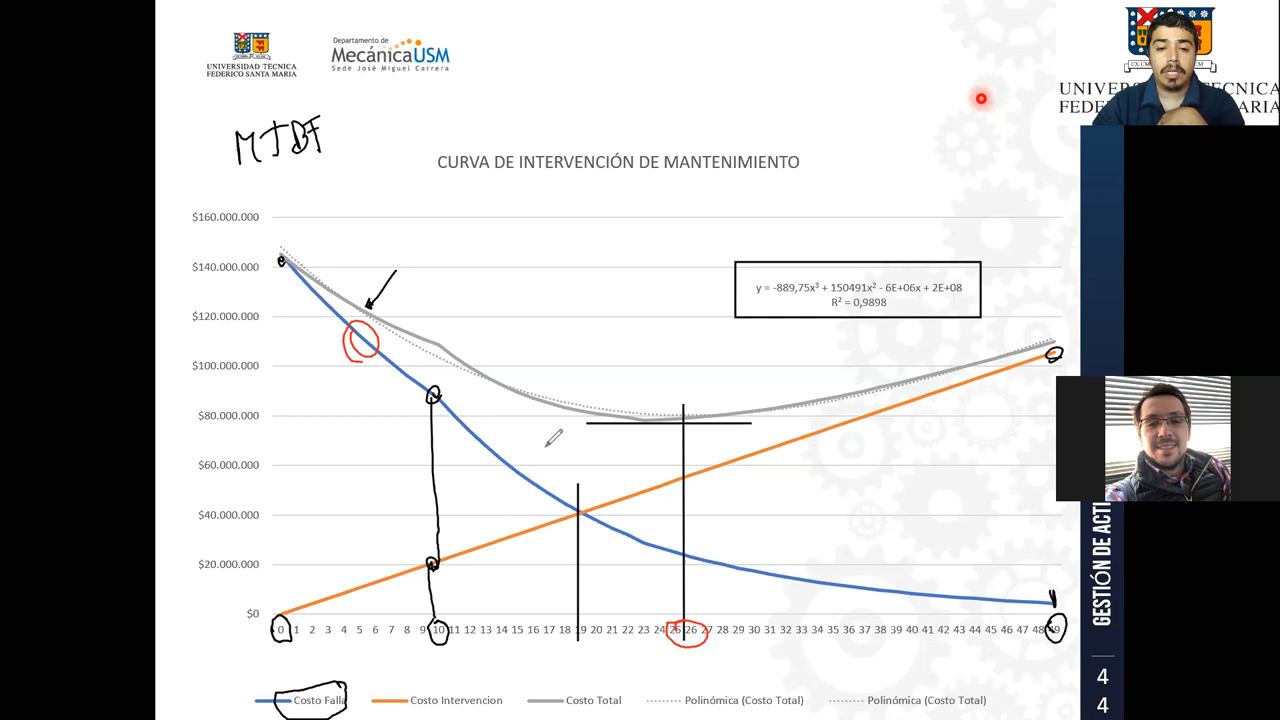 UNIVERSIDAD TECNICA
FEDERICO SANTA MARIA
Departamento de
MecánicaUSM
Sede José Miguel Carrera
UNIVERS TECNICA
FEDE ARIA
MTBF
CURVA DE INTERVENCIÓN DE MANTENIMIENTO
$160.000.000
$140.000.000
$120.000.000
$100.000.000
$80.000.000
$60.000.000
$40.000.000
$20.000.000
$0
y = -889,75x³ + 150491x² - 6E+06x + 2E+08
R² = 0,9898
0 1 2 3 4 5 6 7 8 9 10 11 12 13 14 15 16 17 18 19 20 21 22 23 24 25 26 27 28 29 30 31 32 33 34 35 36 37 38 39 40 41 42 43 44 45 46 47 48 49
Costo Falla Costo Intervencion Costo Total Polinómica (Costo Total) Polinómica (Costo Total)
GESTIÓN DE ACTI
4
4